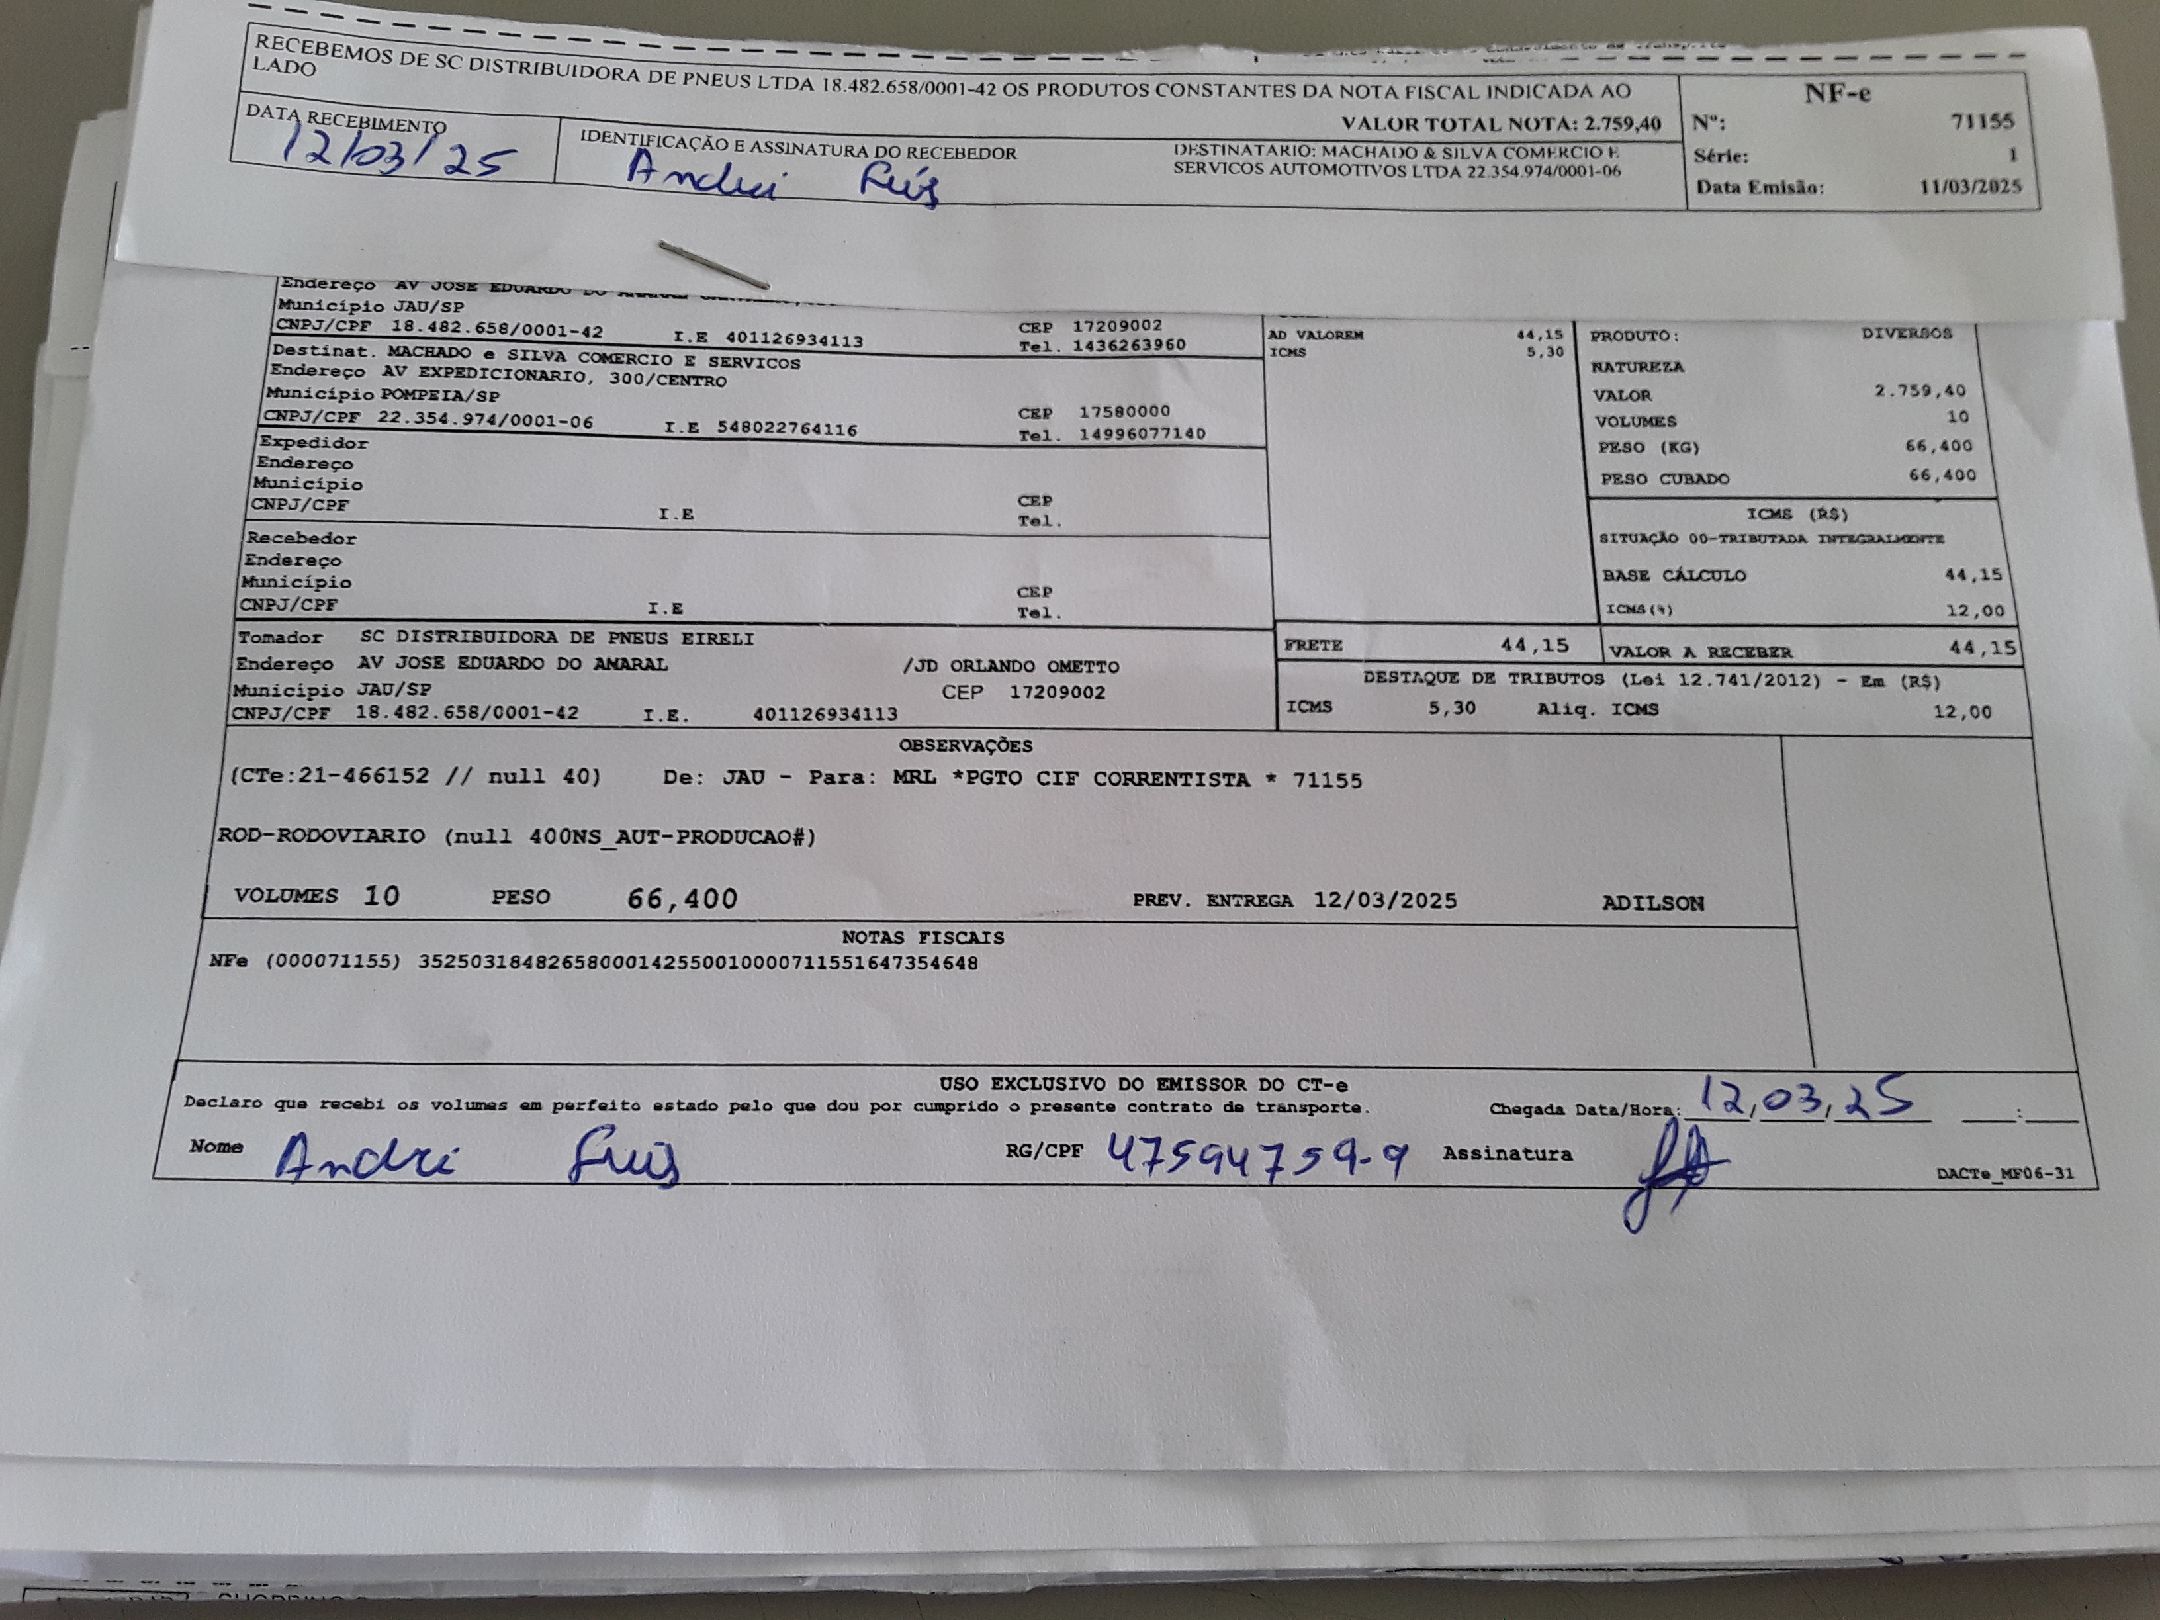 RECEBEMOS DE SC DISTRIBUIDORA DE PNEUS LTDA 18.482.658/0001-42 OS PRODUTOS CONSTANTES DA NOTA FISCAL INDICADA AO
LADO
VALOR TOTAL NOTA: 2.759,40
DATA RECEBIMENTO
12/03/25
IDENTIFICAÇÃO E ASSINATURA DO RECEBEDOR
Andrei Luís
DESTINATARIO: MACHADO & SILVA COMERCIO E
SERVICOS AUTOMOTIVOS LTDA 22.354.974/0001-06
NF-e
Nº: 71155
Série: 1
Data Emisão: 11/03/2025
Endereço AV JOSE EDUARDO DO AMARAL
Município JAU/SP
CNPJ/CPF 18.482.658/0001-42 I.E 401126934113
CEP 17209002
Tel. 1436263960
Destinat. MACHADO e SILVA COMERCIO E SERVICOS
Endereço AV EXPEDICIONARIO, 300/CENTRO
Município POMPEIA/SP
CNPJ/CPF 22.354.974/0001-06 I.E 548022764116
CEP 17580000
Tel. 14996077140
Expedidor
Endereço
Município
CNPJ/CPF I.E
CEP
Tel.
Recebedor
Endereço
Município
CNPJ/CPF I.E
CEP
Tel.
Tomador SC DISTRIBUIDORA DE PNEUS EIRELI
Endereço AV JOSE EDUARDO DO AMARAL /JD ORLANDO OMETTO
Município JAU/SP CEP 17209002
CNPJ/CPF 18.482.658/0001-42 I.E. 401126934113
AD VALOREM 44,15
ICMS 5,30
PRODUTO: DIVERSOS
NATUREZA
VALOR 2.759,40
VOLUMES 10
PESO (KG) 66,400
PESO CUBADO 66,400
ICMS (R$)
SITUAÇÃO 00-TRIBUTADA INTEGRALMENTE
BASE CÁLCULO 44,15
ICMS(%) 12,00
FRETE 44,15 VALOR A RECEBER 44,15
DESTAQUE DE TRIBUTOS (Lei 12.741/2012) - Em (R$)
ICMS 5,30 Aliq. ICMS 12,00
OBSERVAÇÕES
(CTe:21-466152 // null 40) De: JAU - Para: MRL *PGTO CIF CORRENTISTA * 71155
ROD-RODOVIARIO (null 400NS_AUT-PRODUCAO#)
VOLUMES 10 PESO 66,400 PREV. ENTREGA 12/03/2025 ADILSON
NOTAS FISCAIS
NFe (000071155) 35250318482658000142550010000711551647354648
USO EXCLUSIVO DO EMISSOR DO CT-e
Declaro que recebi os volumes em perfeito estado pelo que dou por cumprido o presente contrato de transporte. Chegada Data/Hora: 12,03,25 :
Nome Andrei Luis RG/CPF 47594759-9 Assinatura
DACTe_MF06-31